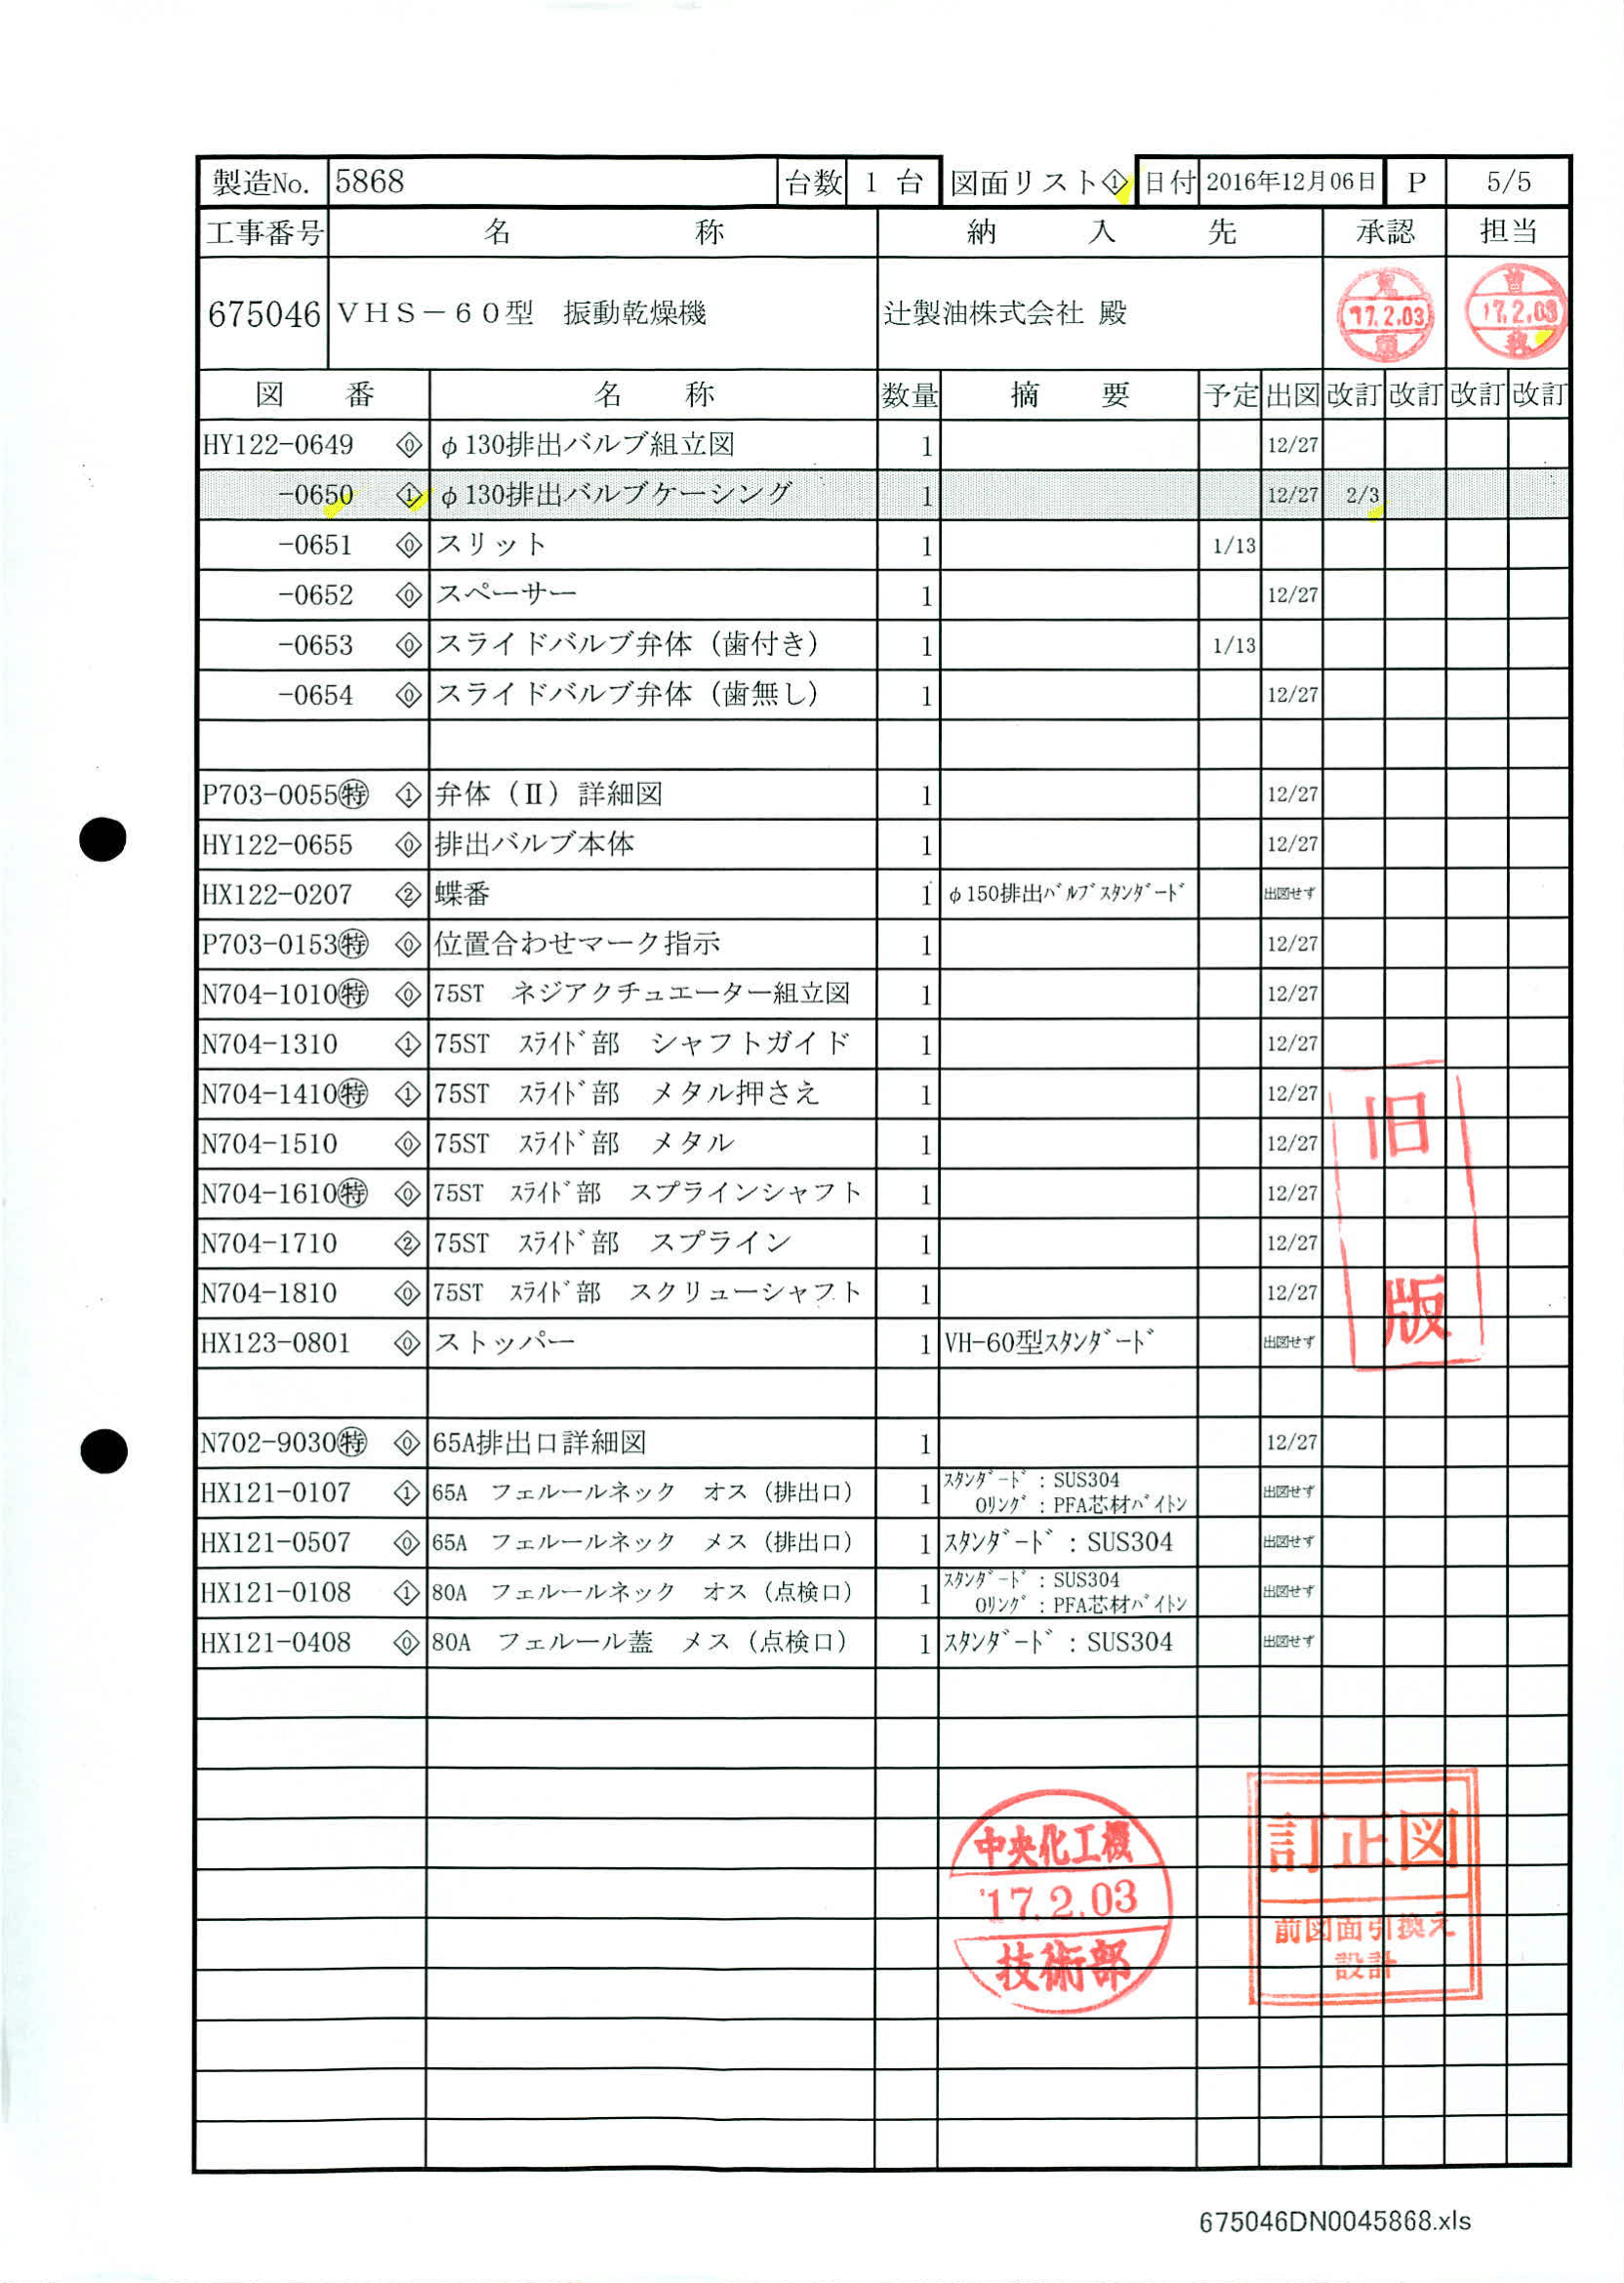 製造No. 5868 台数 1 台 図面リスト① 日付 2016年12月06日 P 5/5
工事番号 名 称 納 入 先 承認 担当
675046 VHS－60型 振動乾燥機 辻製油株式会社 殿 '17.2.03 '17.2.03
図 番 名 称 数量 摘 要 予定 出図 改訂 改訂 改訂 改訂
HY122-0649 ⓪ φ130排出バルブ組立図 1 12/27
-0650 ① φ130排出バルブケーシング 1 12/27 2/3
-0651 ⓪ スリット 1 1/13
-0652 ⓪ スペーサー 1 12/27
-0653 ⓪ スライドバルブ弁体（歯付き） 1 1/13
-0654 ⓪ スライドバルブ弁体（歯無し） 1 12/27
P703-0055㊕ ① 弁体（Ⅱ）詳細図 1 12/27
HY122-0655 ⓪ 排出バルブ本体 1 12/27
HX122-0207 ② 蝶番 1 φ150排出ﾊﾞﾙﾌﾞｽﾀﾝﾀﾞｰﾄﾞ 出図せず
P703-0153㊕ ⓪ 位置合わせマーク指示 1 12/27
N704-1010㊕ ⓪ 75ST ネジアクチュエーター組立図 1 12/27
N704-1310 ① 75ST ｽﾗｲﾄﾞ部 シャフトガイド 1 12/27
N704-1410㊕ ① 75ST ｽﾗｲﾄﾞ部 メタル押さえ 1 12/27
N704-1510 ⓪ 75ST ｽﾗｲﾄﾞ部 メタル 1 12/27
N704-1610㊕ ⓪ 75ST ｽﾗｲﾄﾞ部 スプラインシャフト 1 12/27
N704-1710 ② 75ST ｽﾗｲﾄﾞ部 スプライン 1 12/27
N704-1810 ⓪ 75ST ｽﾗｲﾄﾞ部 スクリューシャフト 1 12/27
HX123-0801 ⓪ ストッパー 1 VH-60型ｽﾀﾝﾀﾞｰﾄﾞ 出図せず
旧版
N702-9030㊕ ⓪ 65A排出口詳細図 1 12/27
HX121-0107 ① 65A フェルールネック オス（排出口） 1 ｽﾀﾝﾀﾞｰﾄﾞ：SUS304 出図せず
Oﾘﾝｸﾞ：PFA芯材ﾊﾞｲﾄﾝ
HX121-0507 ⓪ 65A フェルールネック メス（排出口） 1 ｽﾀﾝﾀﾞｰﾄﾞ：SUS304 出図せず
HX121-0108 ① 80A フェルールネック オス（点検口） 1 ｽﾀﾝﾀﾞｰﾄﾞ：SUS304 出図せず
Oﾘﾝｸﾞ：PFA芯材ﾊﾞｲﾄﾝ
HX121-0408 ⓪ 80A フェルール蓋 メス（点検口） 1 ｽﾀﾝﾀﾞｰﾄﾞ：SUS304 出図せず
中央化工機
'17.2.03
技術部
訂正図
前図面引換え
設計
675046DN0045868.xls